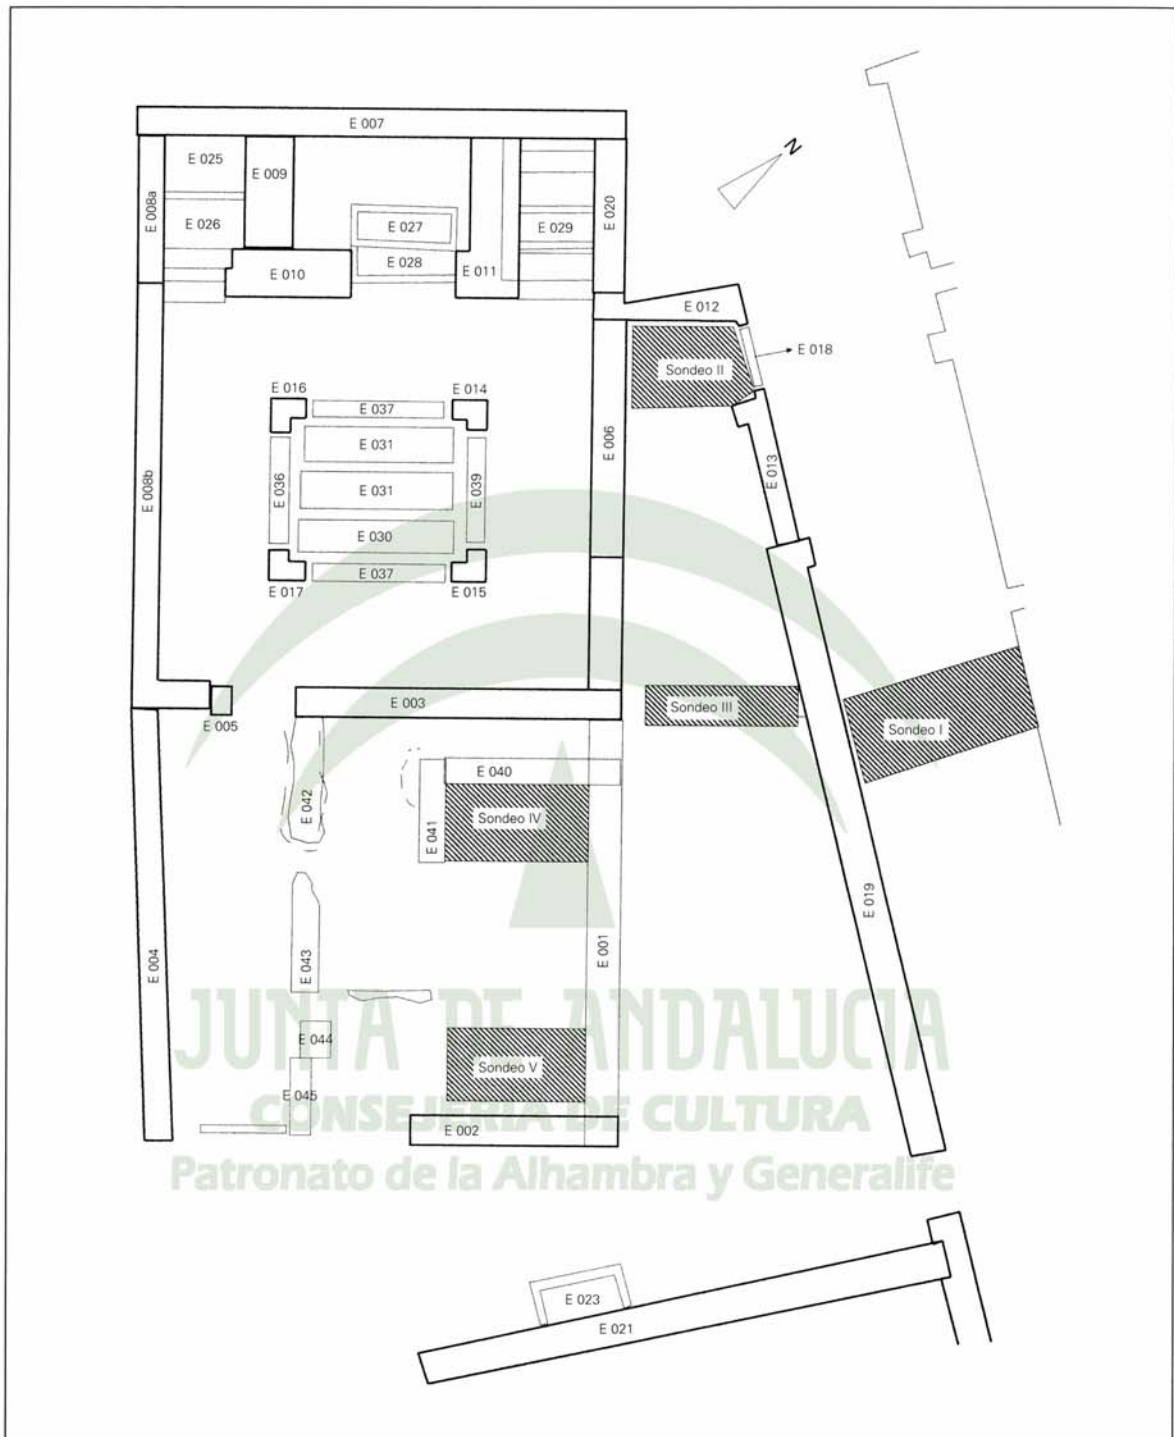 E 007
N
E 025
E 009
E 008a
E 026
E 027
E 029
E 020
E 028
E 010
E 011
E 012
E 018
Sondeo II
E 016
E 014
E 037
E 031
E 006
E 013
E 036
E 031
E 039
E 008b
E 030
E 037
E 017
E 015
E 003
E 005
Sondeo III
Sondeo I
E 040
E 042
Sondeo IV
E 041
E 019
E 004
E 043
E 001
JUNTA DE ANDALUCIA
E 044
Sondeo V
E 045
CONSEJERIA DE CULTURA
E 002
Patronato de la Alhambra y Generalife
E 023
E 021